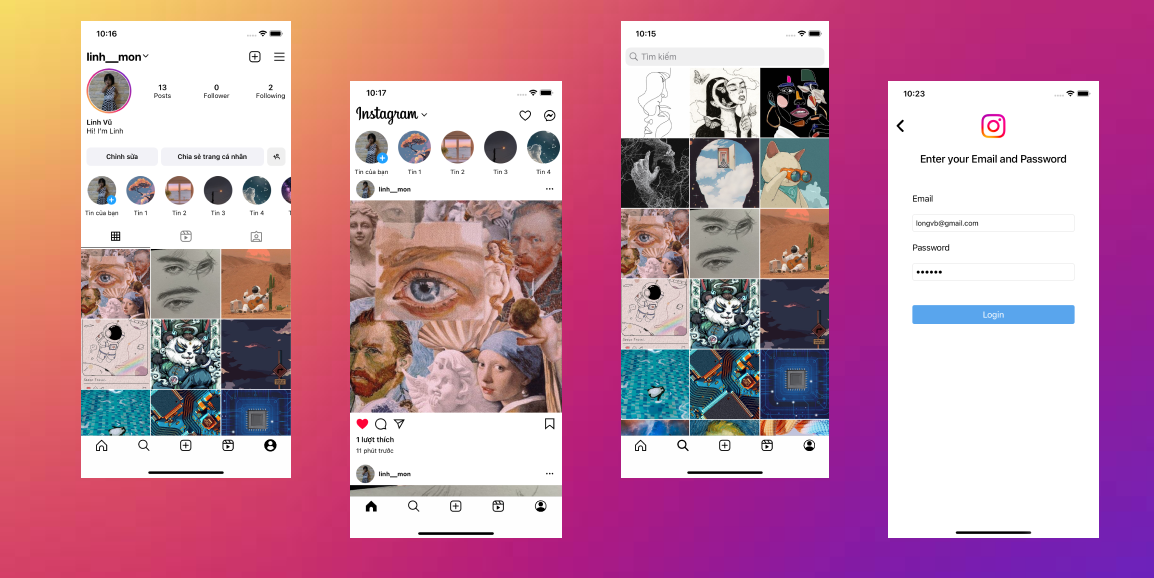 10:16
linh__mon
13
0
2
Posts
Follower
Following
Linh Vũ
Hi! I'm Linh
Chỉnh sửa
Chia sẻ trang cá nhân
Tin của bạn
Tin 1
Tin 2
Tin 3
Tin 4
10:17
Instagram
Tin của bạn
Tin 1
Tin 2
Tin 3
Tin 4
linh__mon
1 lượt thích
11 phút trước
linh__mon
10:15
Tìm kiếm
10:23
Enter your Email and Password
Email
longvb@gmail.com
Password
••••••
Login